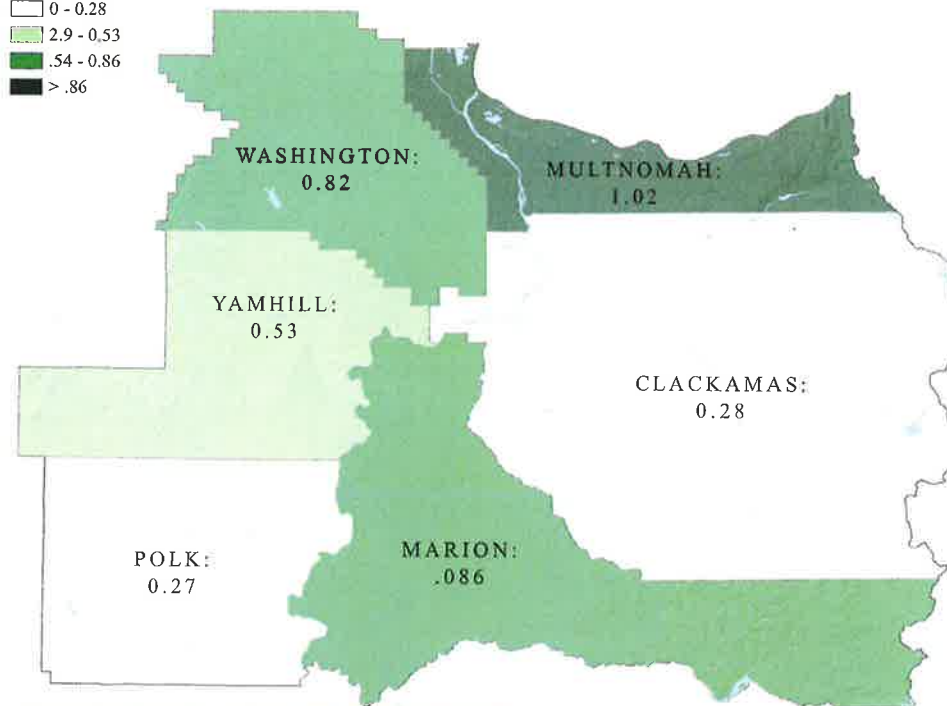 0 - 0.28
2.9 - 0.53
.54 - 0.86
> .86
WASHINGTON:
0.82
MULTNOMAH:
1.02
YAMHILL:
0.53
CLACKAMAS:
0.28
POLK:
0.27
MARION:
.086